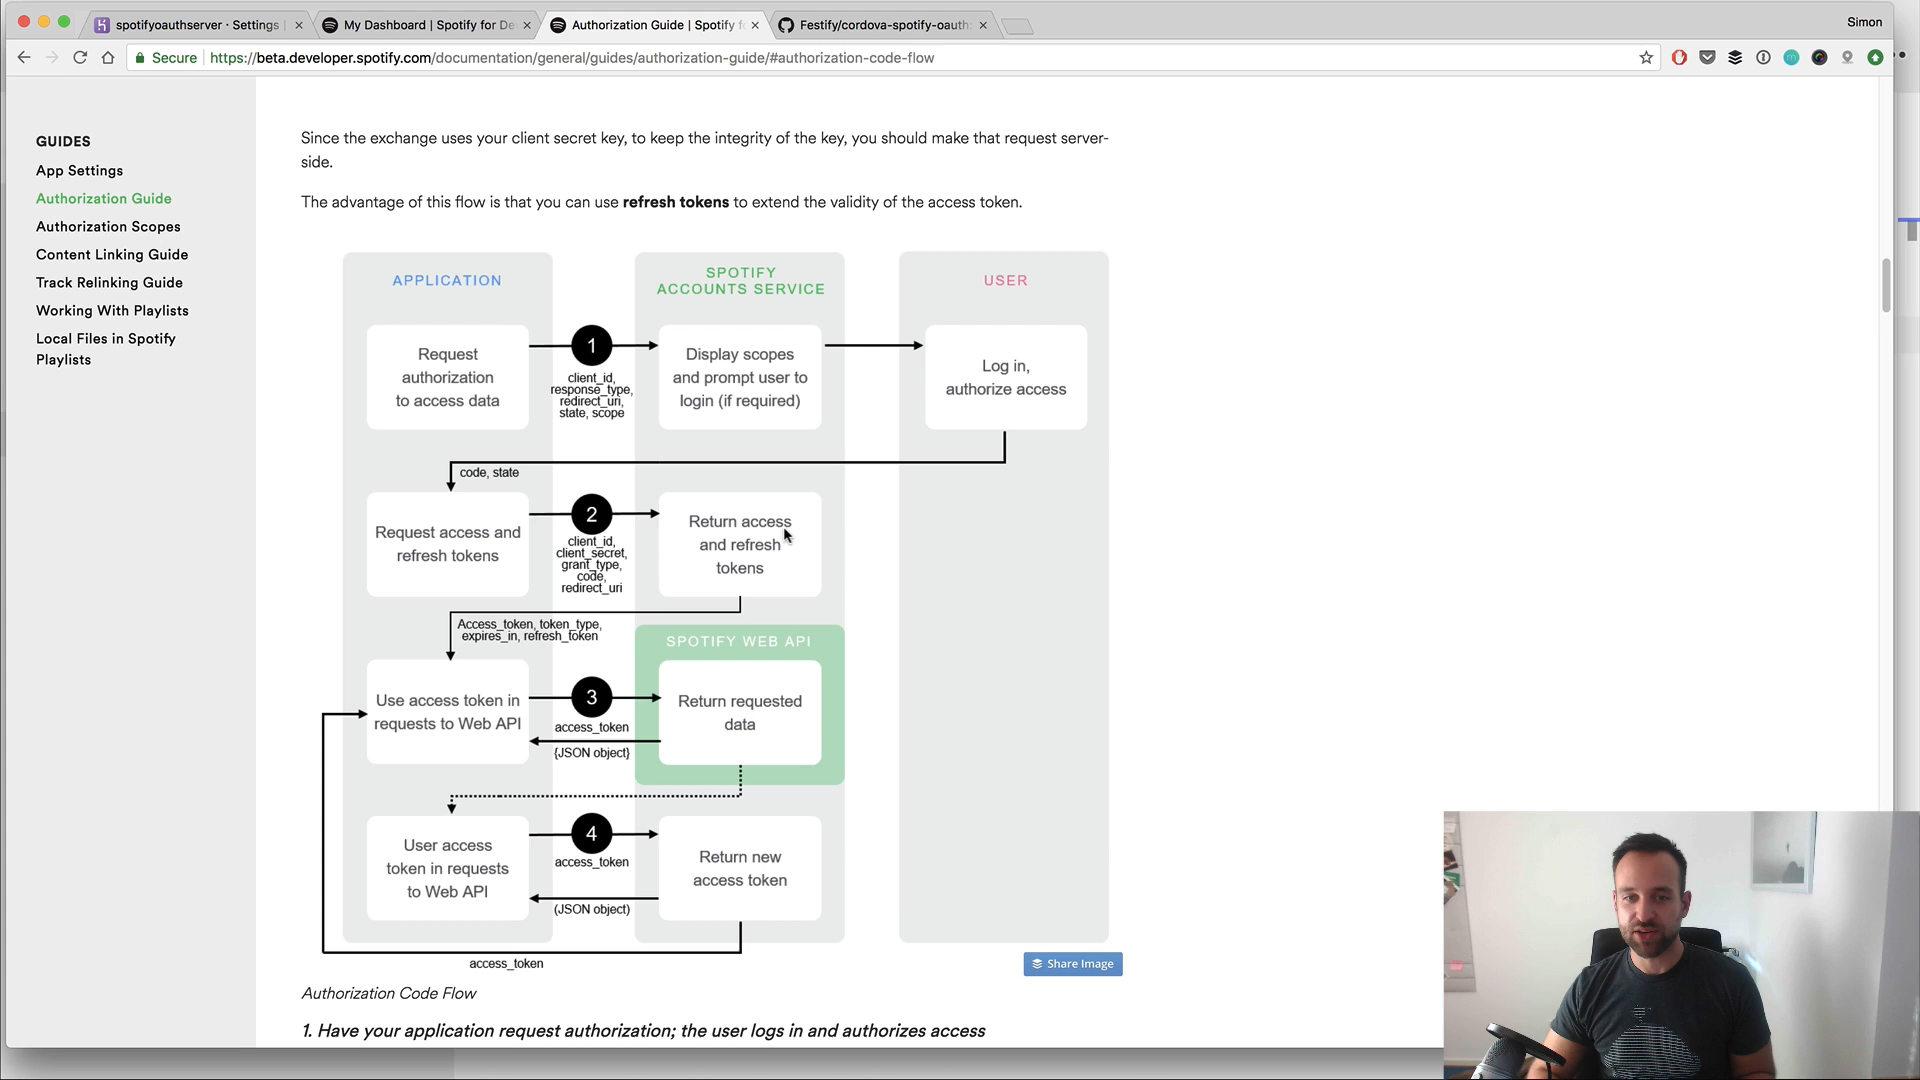 spotifyoauthserver · Settings |
My Dashboard | Spotify for De
Authorization Guide | Spotify f
Festify/cordova-spotify-oauth:
Simon
Secure
https://beta.developer.spotify.com/documentation/general/guides/authorization-guide/#authorization-code-flow
GUIDES
App Settings
Authorization Guide
Authorization Scopes
Content Linking Guide
Track Relinking Guide
Working With Playlists
Local Files in Spotify
Playlists
Since the exchange uses your client secret key, to keep the integrity of the key, you should make that request server-
side.
The advantage of this flow is that you can use refresh tokens to extend the validity of the access token.
APPLICATION
SPOTIFY
ACCOUNTS SERVICE
USER
Request
authorization
to access data
1
client_id,
response_type,
redirect_uri,
state, scope
Display scopes
and prompt user to
login (if required)
Log in,
authorize access
code, state
Request access and
refresh tokens
2
client_id,
client_secret,
grant_type,
code,
redirect_uri
Return access
and refresh
tokens
Access_token, token_type,
expires_in, refresh_token
SPOTIFY WEB API
Use access token in
requests to Web API
3
access_token
{JSON object}
Return requested
data
User access
token in requests
to Web API
4
access_token
(JSON object)
Return new
access token
access_token
Share Image
Authorization Code Flow
1. Have your application request authorization; the user logs in and authorizes access